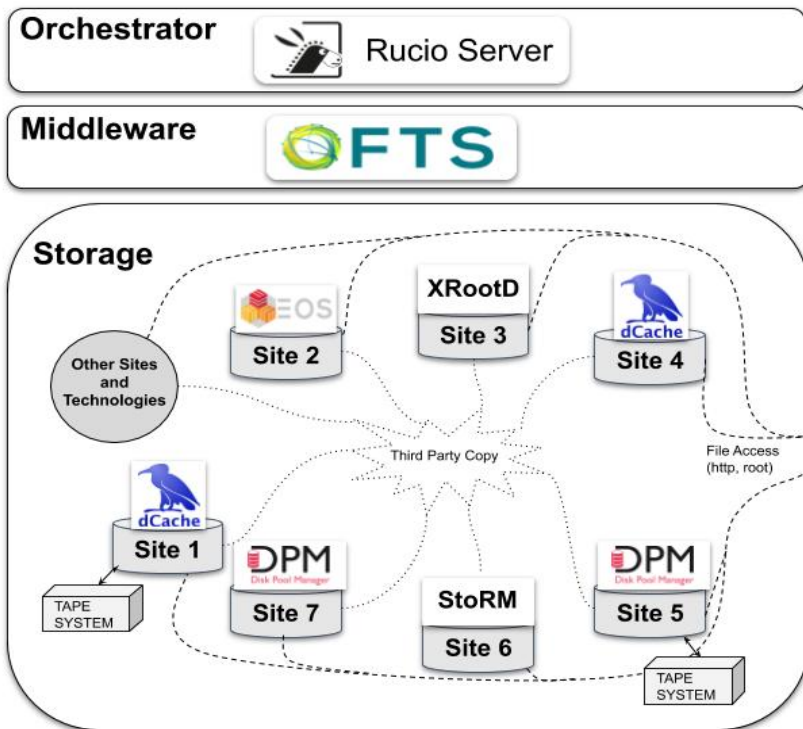 Orchestrator
Rucio Server
Middleware
FTS
Storage
EOS
Site 2
XRootD
Site 3
dCache
Site 4
Other Sites
and
Technologies
Third Party Copy
File Access
(http, root)
dCache
Site 1
TAPE
SYSTEM
DPM
Disk Pool Manager
Site 7
StoRM
Site 6
DPM
Disk Pool Manager
Site 5
TAPE
SYSTEM